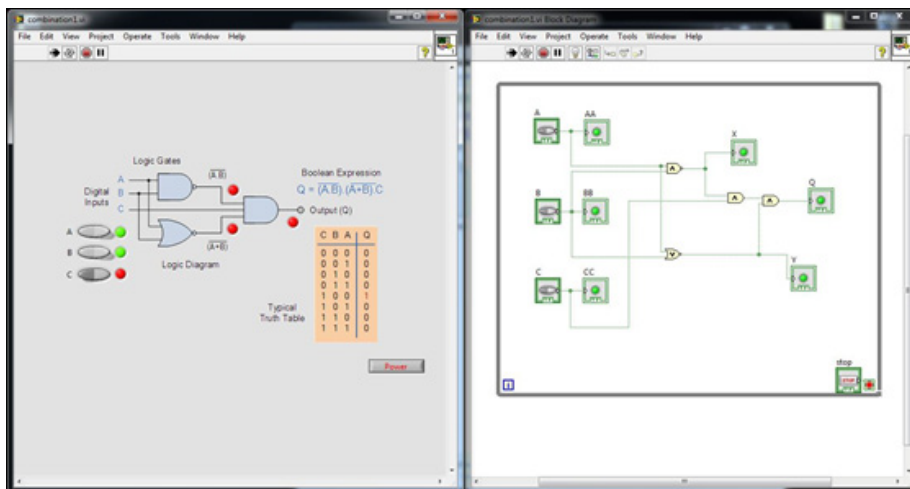 combination1.vi
File Edit View Project Operate Tools Window Help
Logic Gates
(A.B)
A
B
C
Digital
Inputs
Boolean Expression
Q = (A.B).(A+B).C
Output (Q)
A
B
C
(A+B)
Logic Diagram
C B A Q
0 0 0 0
0 0 1 0
0 1 0 0
0 1 1 0
1 0 0 1
1 0 1 0
1 1 0 0
1 1 1 0
Typical
Truth Table
Power
combination1.vi Block Diagram
File Edit View Project Operate Tools Window Help
A AA
X
B BB
Q
C CC
Y
stop
STOP
i